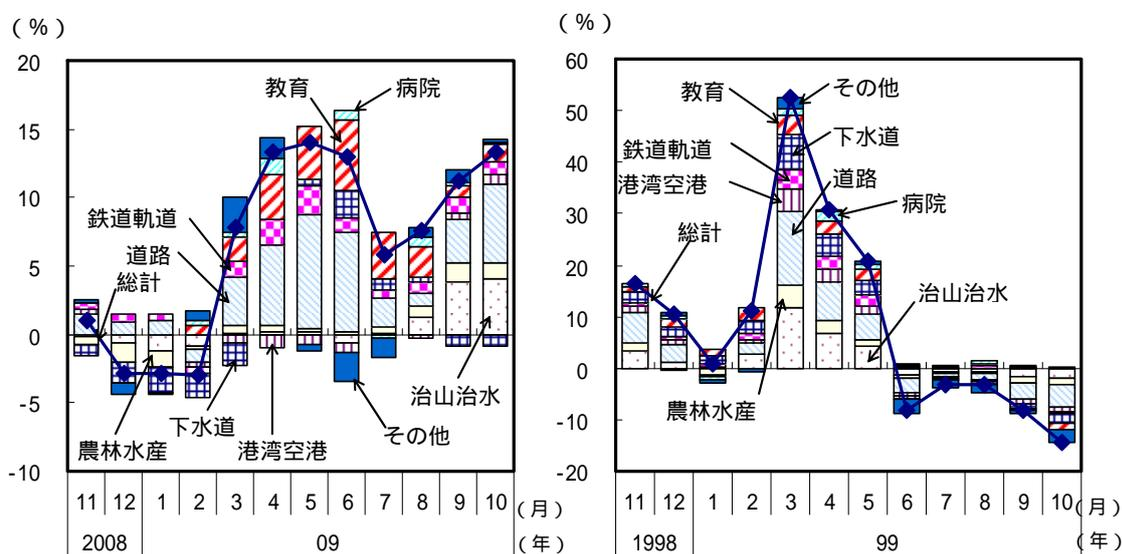 （％）
20
15
10
5
0
-5
-10
教育
病院
鉄道軌道
道路
総計
農林水産
下水道
港湾空港
その他
治山治水
11 12 1 2 3 4 5 6 7 8 9 10 （月）
2008 09 （年）
（％）
60
50
40
30
20
10
0
-10
-20
教育
その他
鉄道軌道
下水道
港湾空港
道路
病院
総計
治山治水
農林水産
11 12 1 2 3 4 5 6 7 8 9 10 （月）
1998 99 （年）